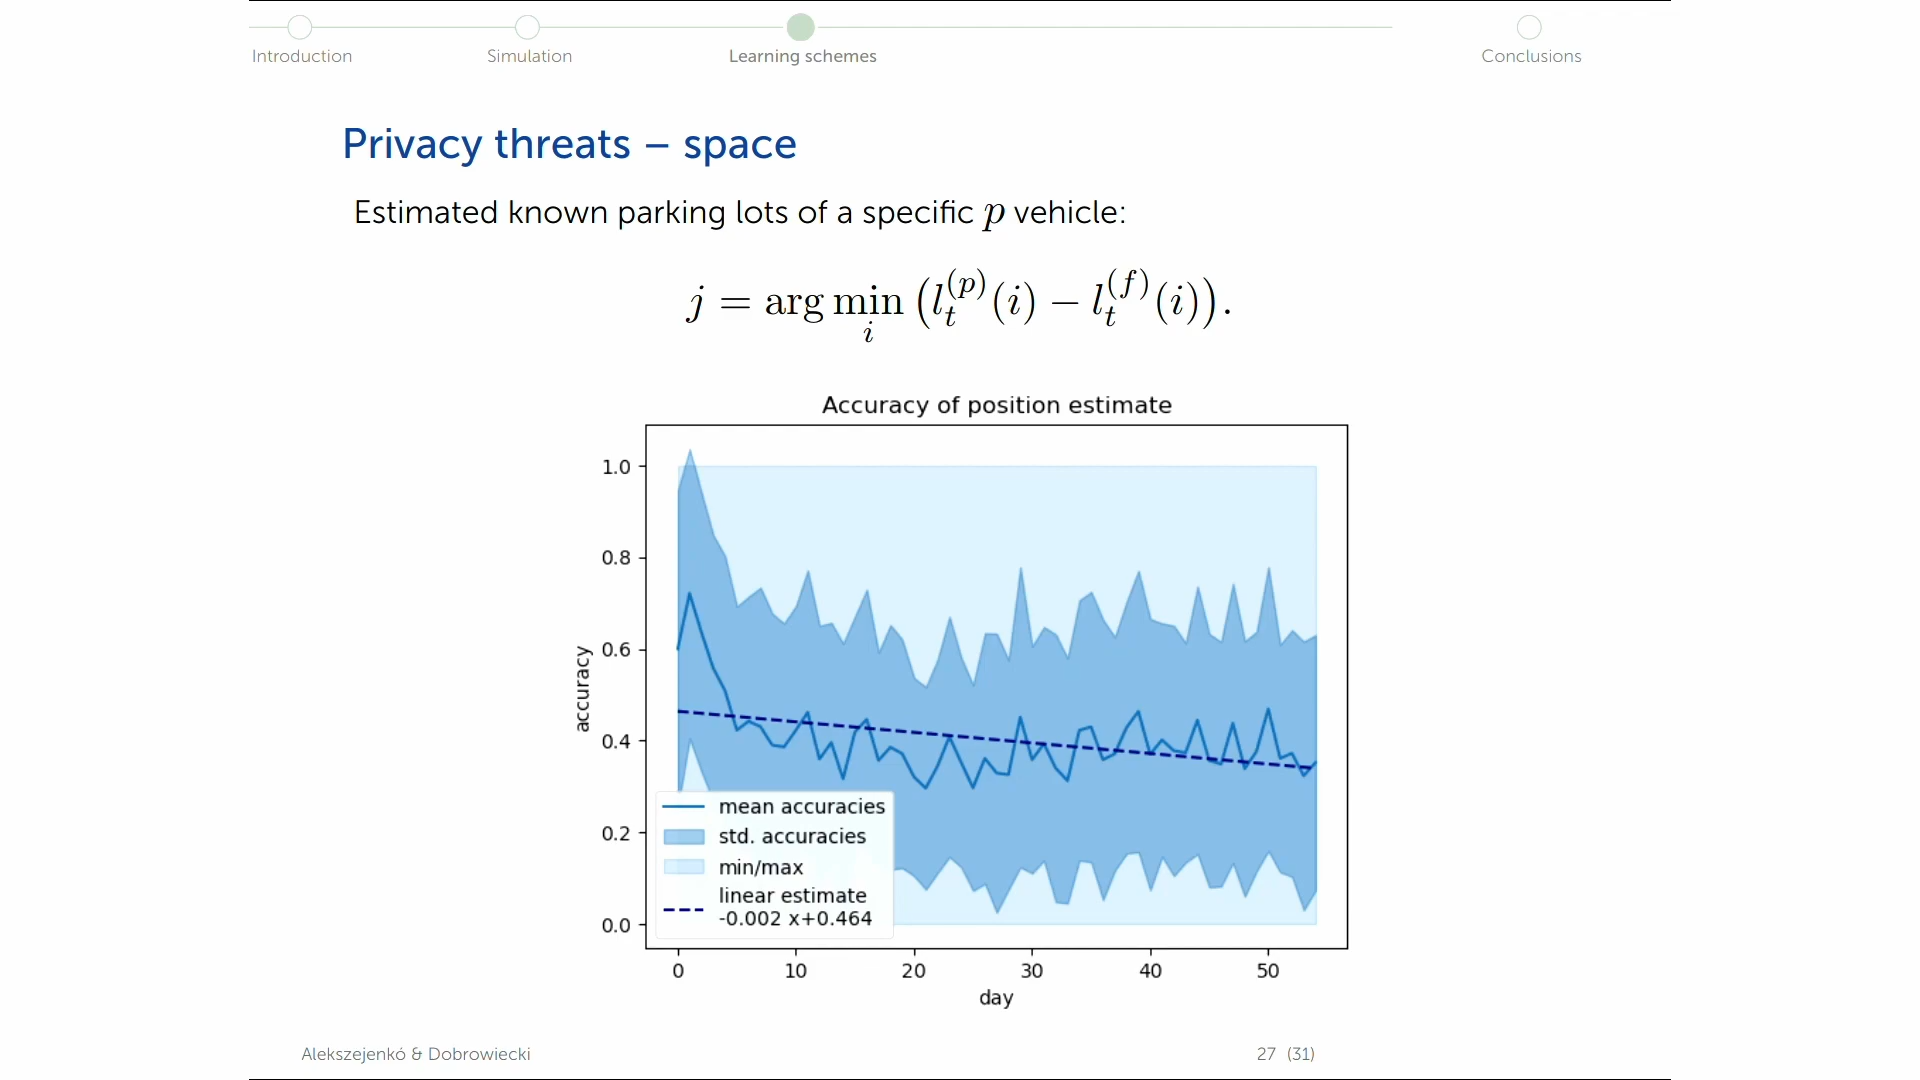 Introduction Simulation Learning schemes Conclusions
Privacy threats – space
Estimated known parking lots of a specific p vehicle:
j = arg min_i (l_t^{(p)}(i) − l_t^{(f)}(i)).
Accuracy of position estimate
1.0
0.8
0.6
0.4
0.2
0.0
accuracy
mean accuracies
std. accuracies
min/max
linear estimate
-0.002 x+0.464
0 10 20 30 40 50
day
Alekszejenkó & Dobrowiecki 27 (31)